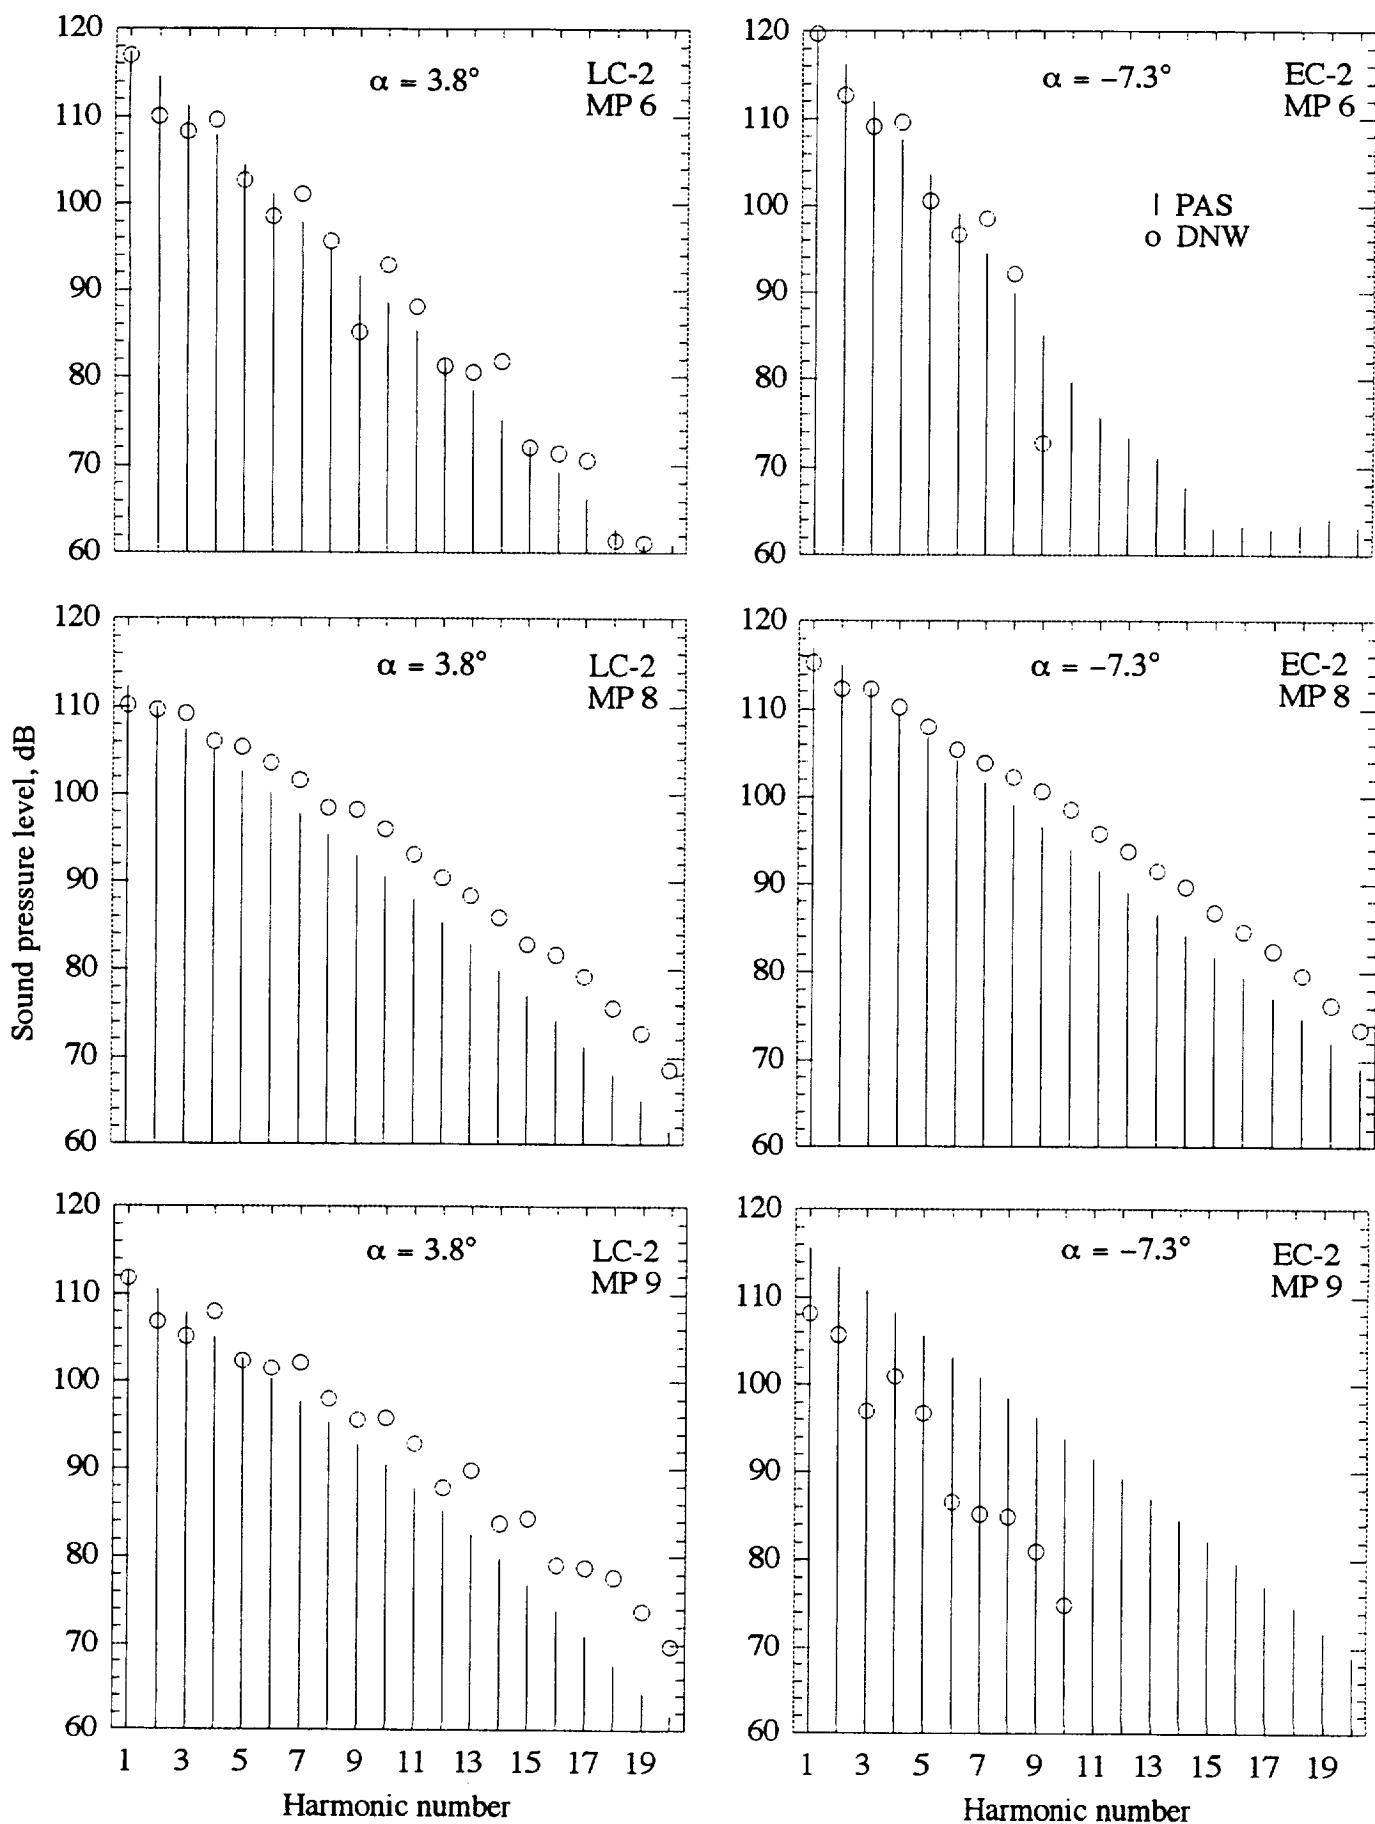 120
110
100
90
80
70
60
α = 3.8°
LC-2
MP 6
120
110
100
90
80
70
60
α = −7.3°
EC-2
MP 6
| PAS
o DNW
Sound pressure level, dB
120
110
100
90
80
70
60
α = 3.8°
LC-2
MP 8
120
110
100
90
80
70
60
α = −7.3°
EC-2
MP 8
120
110
100
90
80
70
60
α = 3.8°
LC-2
MP 9
1 3 5 7 9 11 13 15 17 19
Harmonic number
120
110
100
90
80
70
60
α = −7.3°
EC-2
MP 9
1 3 5 7 9 11 13 15 17 19
Harmonic number